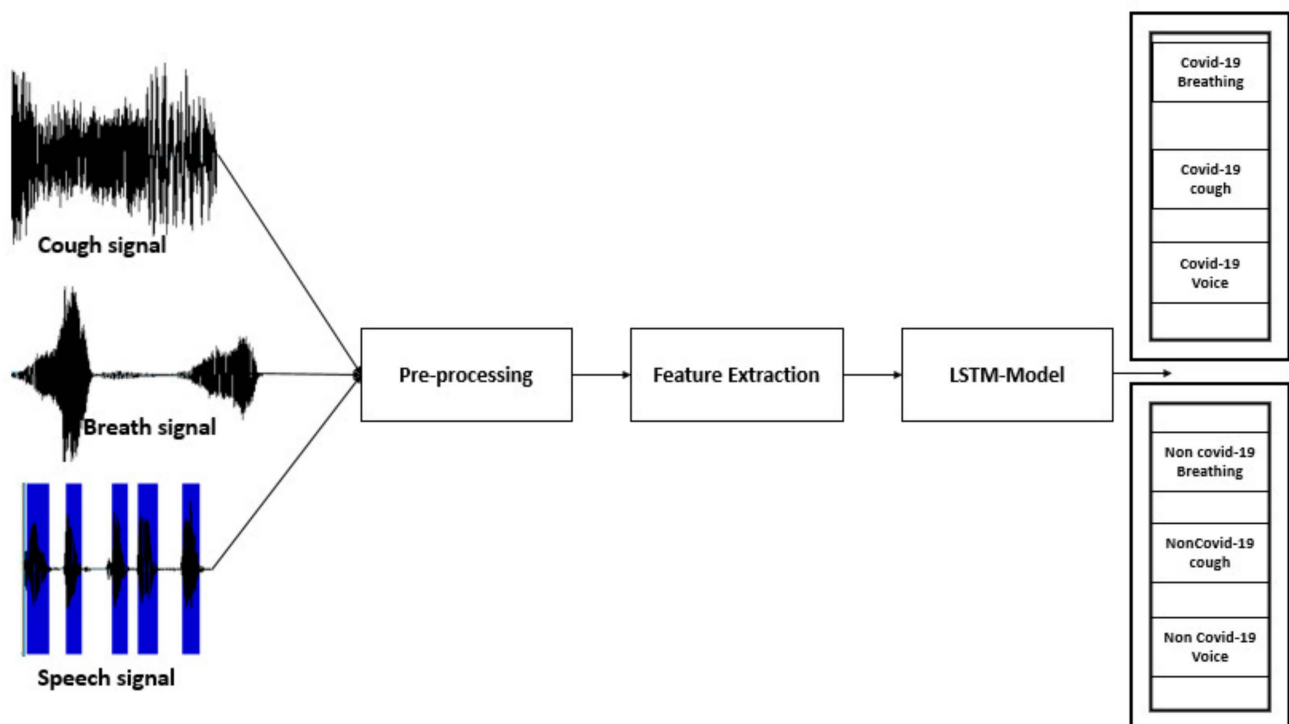 Cough signal
Breath signal
Speech signal
Pre-processing
Feature Extraction
LSTM-Model
Covid-19
Breathing
Covid-19
cough
Covid-19
Voice
Non covid-19
Breathing
NonCovid-19
cough
Non Covid-19
Voice